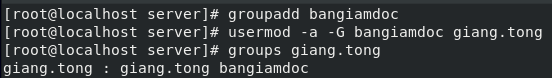 [root@localhost server]# groupadd bangiamdoc
[root@localhost server]# usermod -a -G bangiamdoc giang.tong
[root@localhost server]# groups giang.tong
giang.tong : giang.tong bangiamdoc